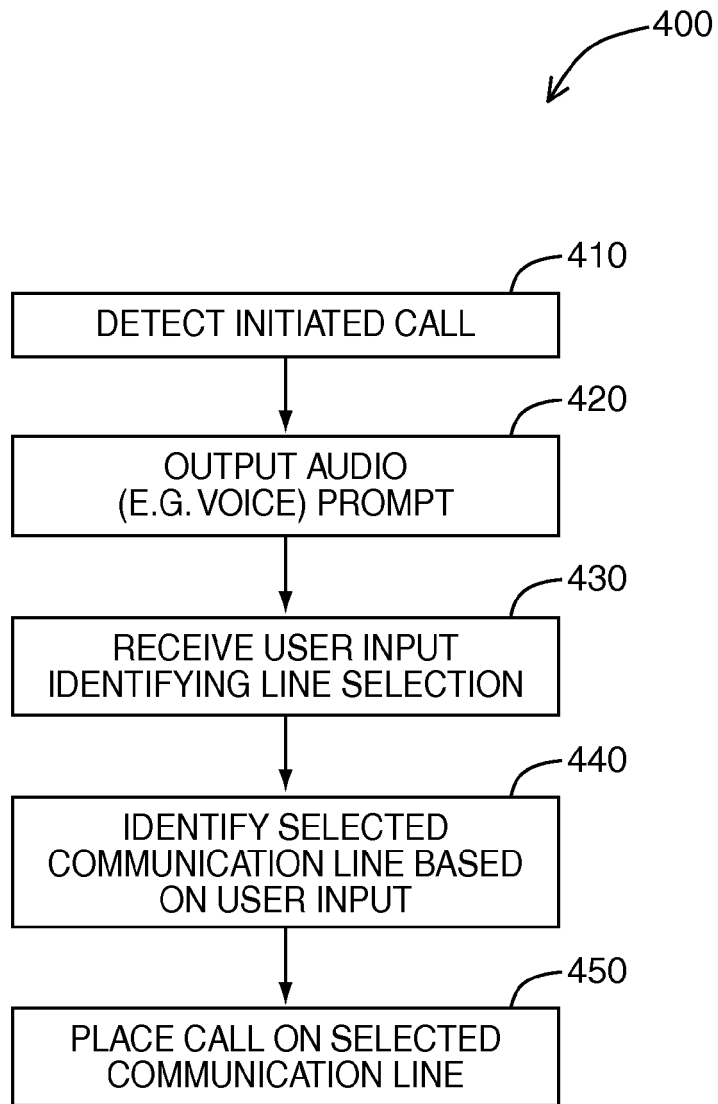 400
410
DETECT INITIATED CALL
420
OUTPUT AUDIO
(E.G. VOICE) PROMPT
430
RECEIVE USER INPUT
IDENTIFYING LINE SELECTION
440
IDENTIFY SELECTED
COMMUNICATION LINE BASED
ON USER INPUT
450
PLACE CALL ON SELECTED
COMMUNICATION LINE